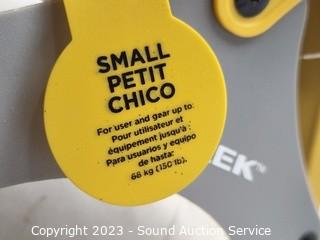 SMALL
PETIT
CHICO
For user and gear up to
Pour utilisateur et
équipement jusqu'à:
Para usuarios y equipo
de hasta:
68 kg (150 lb).
EK™
Copyright © 2023 - Sound Auction Service